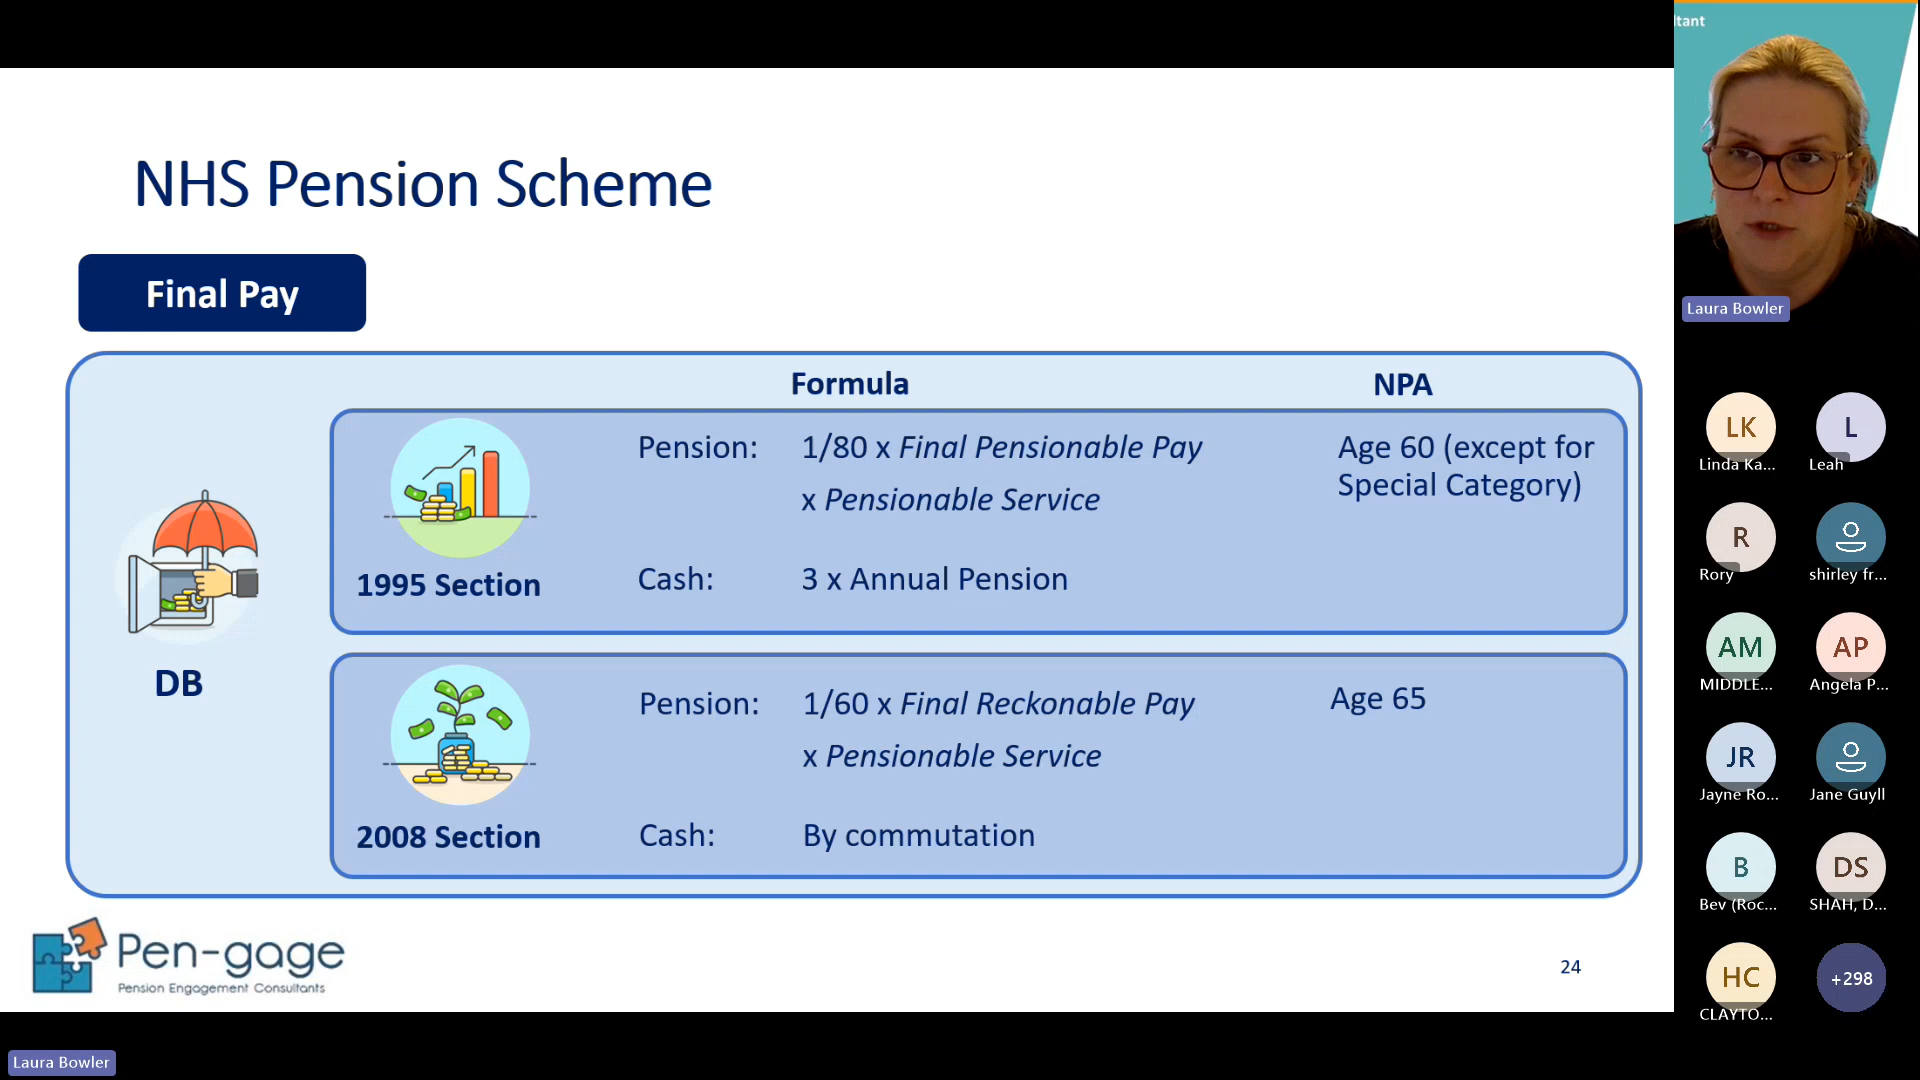 ltant
NHS Pension Scheme
Final Pay
Formula
NPA
Pension:
1/80 x Final Pensionable Pay
x Pensionable Service
Age 60 (except for
Special Category)
Cash:
3 x Annual Pension
1995 Section
DB
Pension:
1/60 x Final Reckonable Pay
x Pensionable Service
Age 65
Cash:
By commutation
2008 Section
Pen-gage
Pension Engagement Consultants
24
Laura Bowler
LK
Linda Ka...
L
Leah
R
Rory
shirley fr...
AM
MIDDLE...
AP
Angela P...
JR
Jayne Ro...
Jane Guyll
B
Bev (Roc...
DS
SHAH, D...
HC
CLAYTO...
+298
Laura Bowler